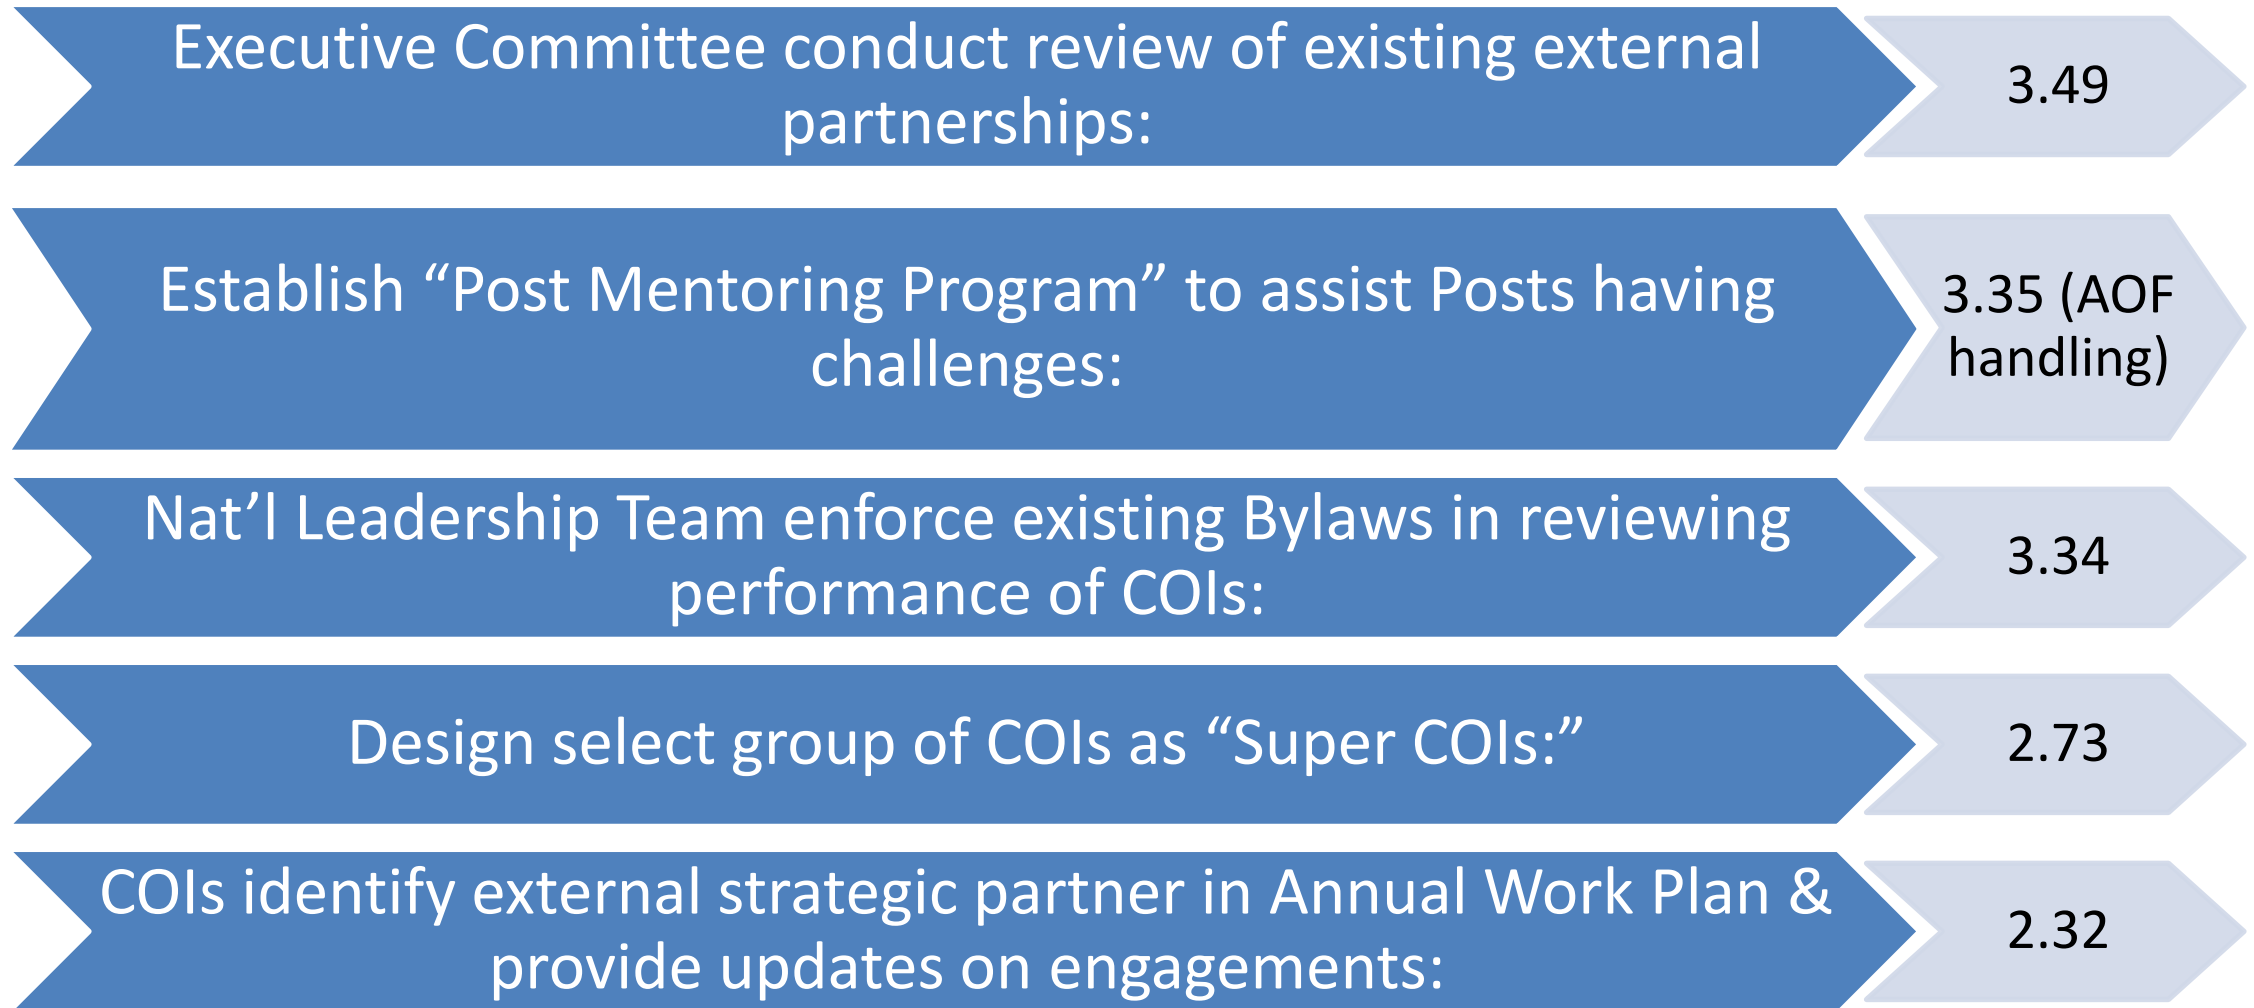 Executive Committee conduct review of existing external
partnerships:
3.49
Establish “Post Mentoring Program” to assist Posts having
challenges:
3.35 (AOF
handling)
Nat’l Leadership Team enforce existing Bylaws in reviewing
performance of COIs:
3.34
Design select group of COIs as “Super COIs:”
2.73
COIs identify external strategic partner in Annual Work Plan &
provide updates on engagements:
2.32